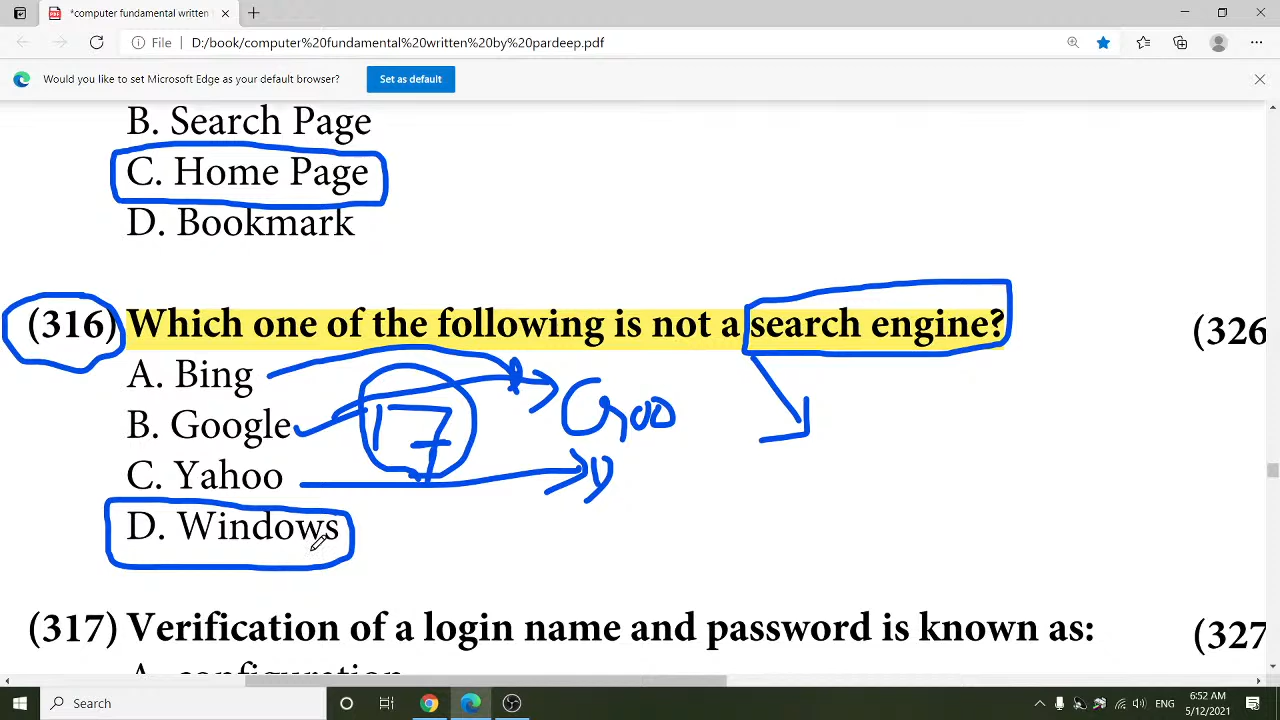 *computer fundamental written
File D:/book/computer%20fundamental%20written%20by%20pardeep.pdf
Would you like to set Microsoft Edge as your default browser? Set as default
B. Search Page
C. Home Page
D. Bookmark
(316) Which one of the following is not a search engine?
(326
A. Bing
Goo
B. Google
17
C. Yahoo
y
D. Windows
(317) Verification of a login name and password is known as:
(327
A. configuration
Search
ENG
6:52 AM
5/12/2021